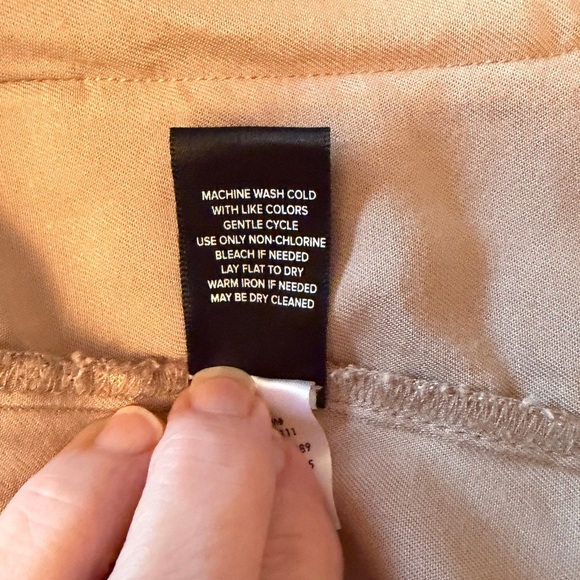 MACHINE WASH COLD
WITH LIKE COLORS
GENTLE CYCLE
USE ONLY NON-CHLORINE
BLEACH IF NEEDED
LAY FLAT TO DRY
WARM IRON IF NEEDED
MAY BE DRY CLEANED
89